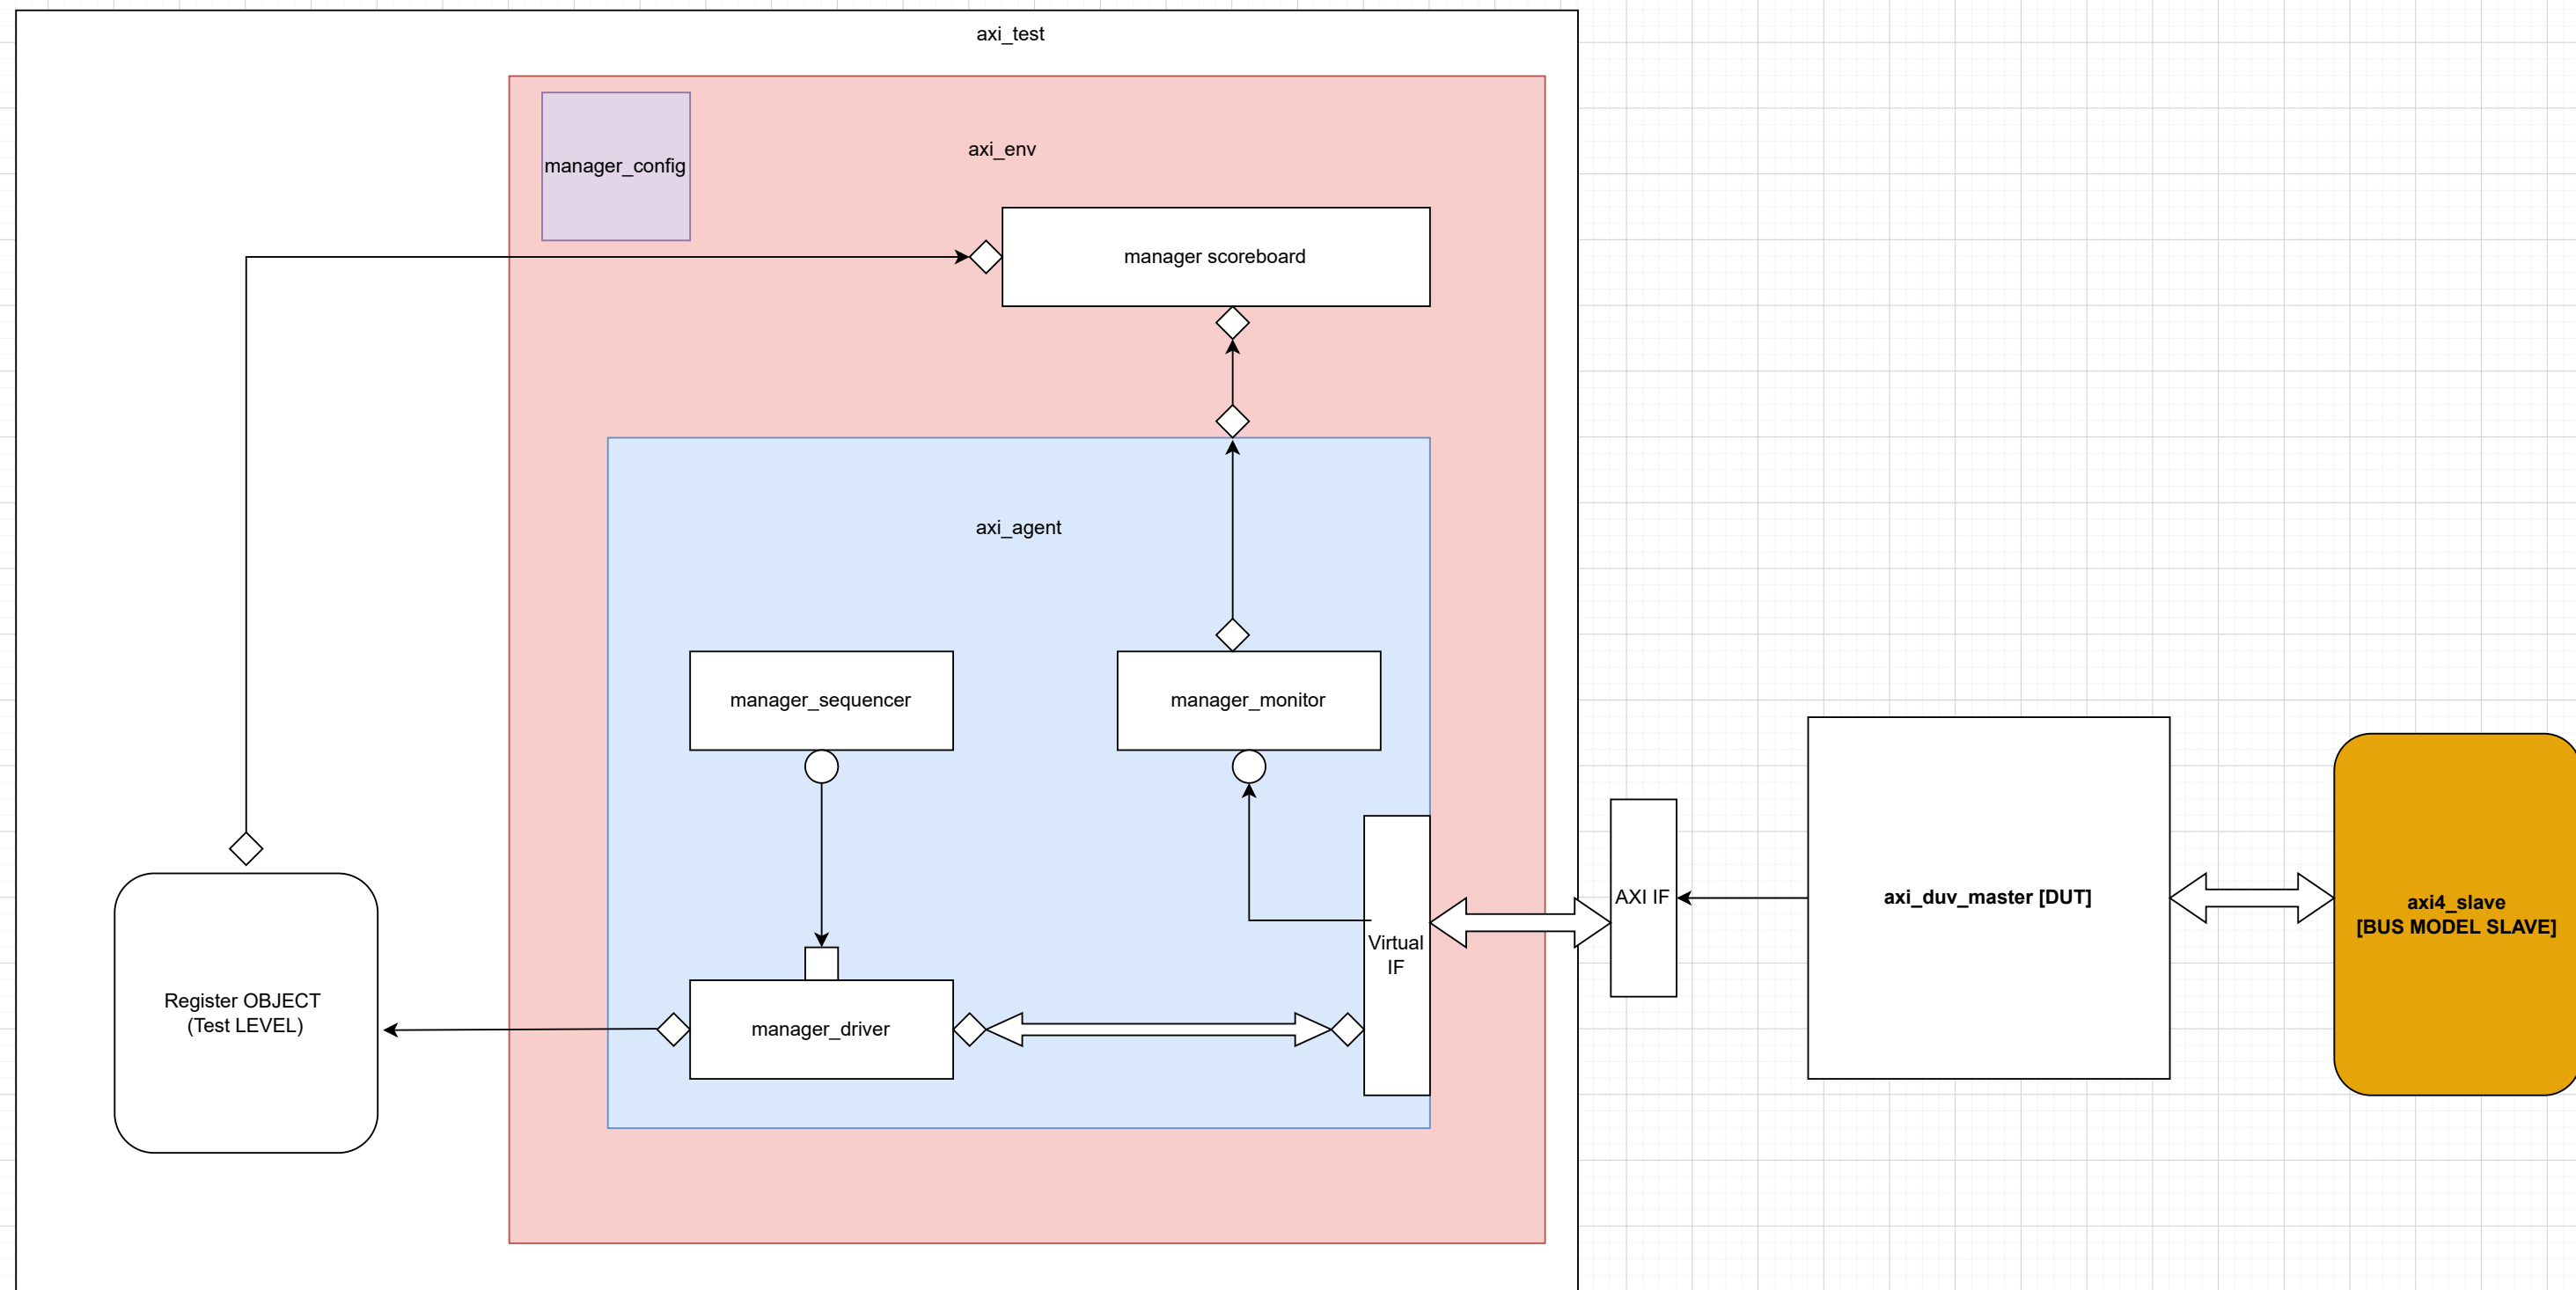 axi_test
manager_config
axi_env
manager scoreboard
axi_agent
manager_sequencer
manager_monitor
Virtual
IF
AXI IF
axi_duv_master [DUT]
axi4_slave
[BUS MODEL SLAVE]
Register OBJECT
(Test LEVEL)
manager_driver